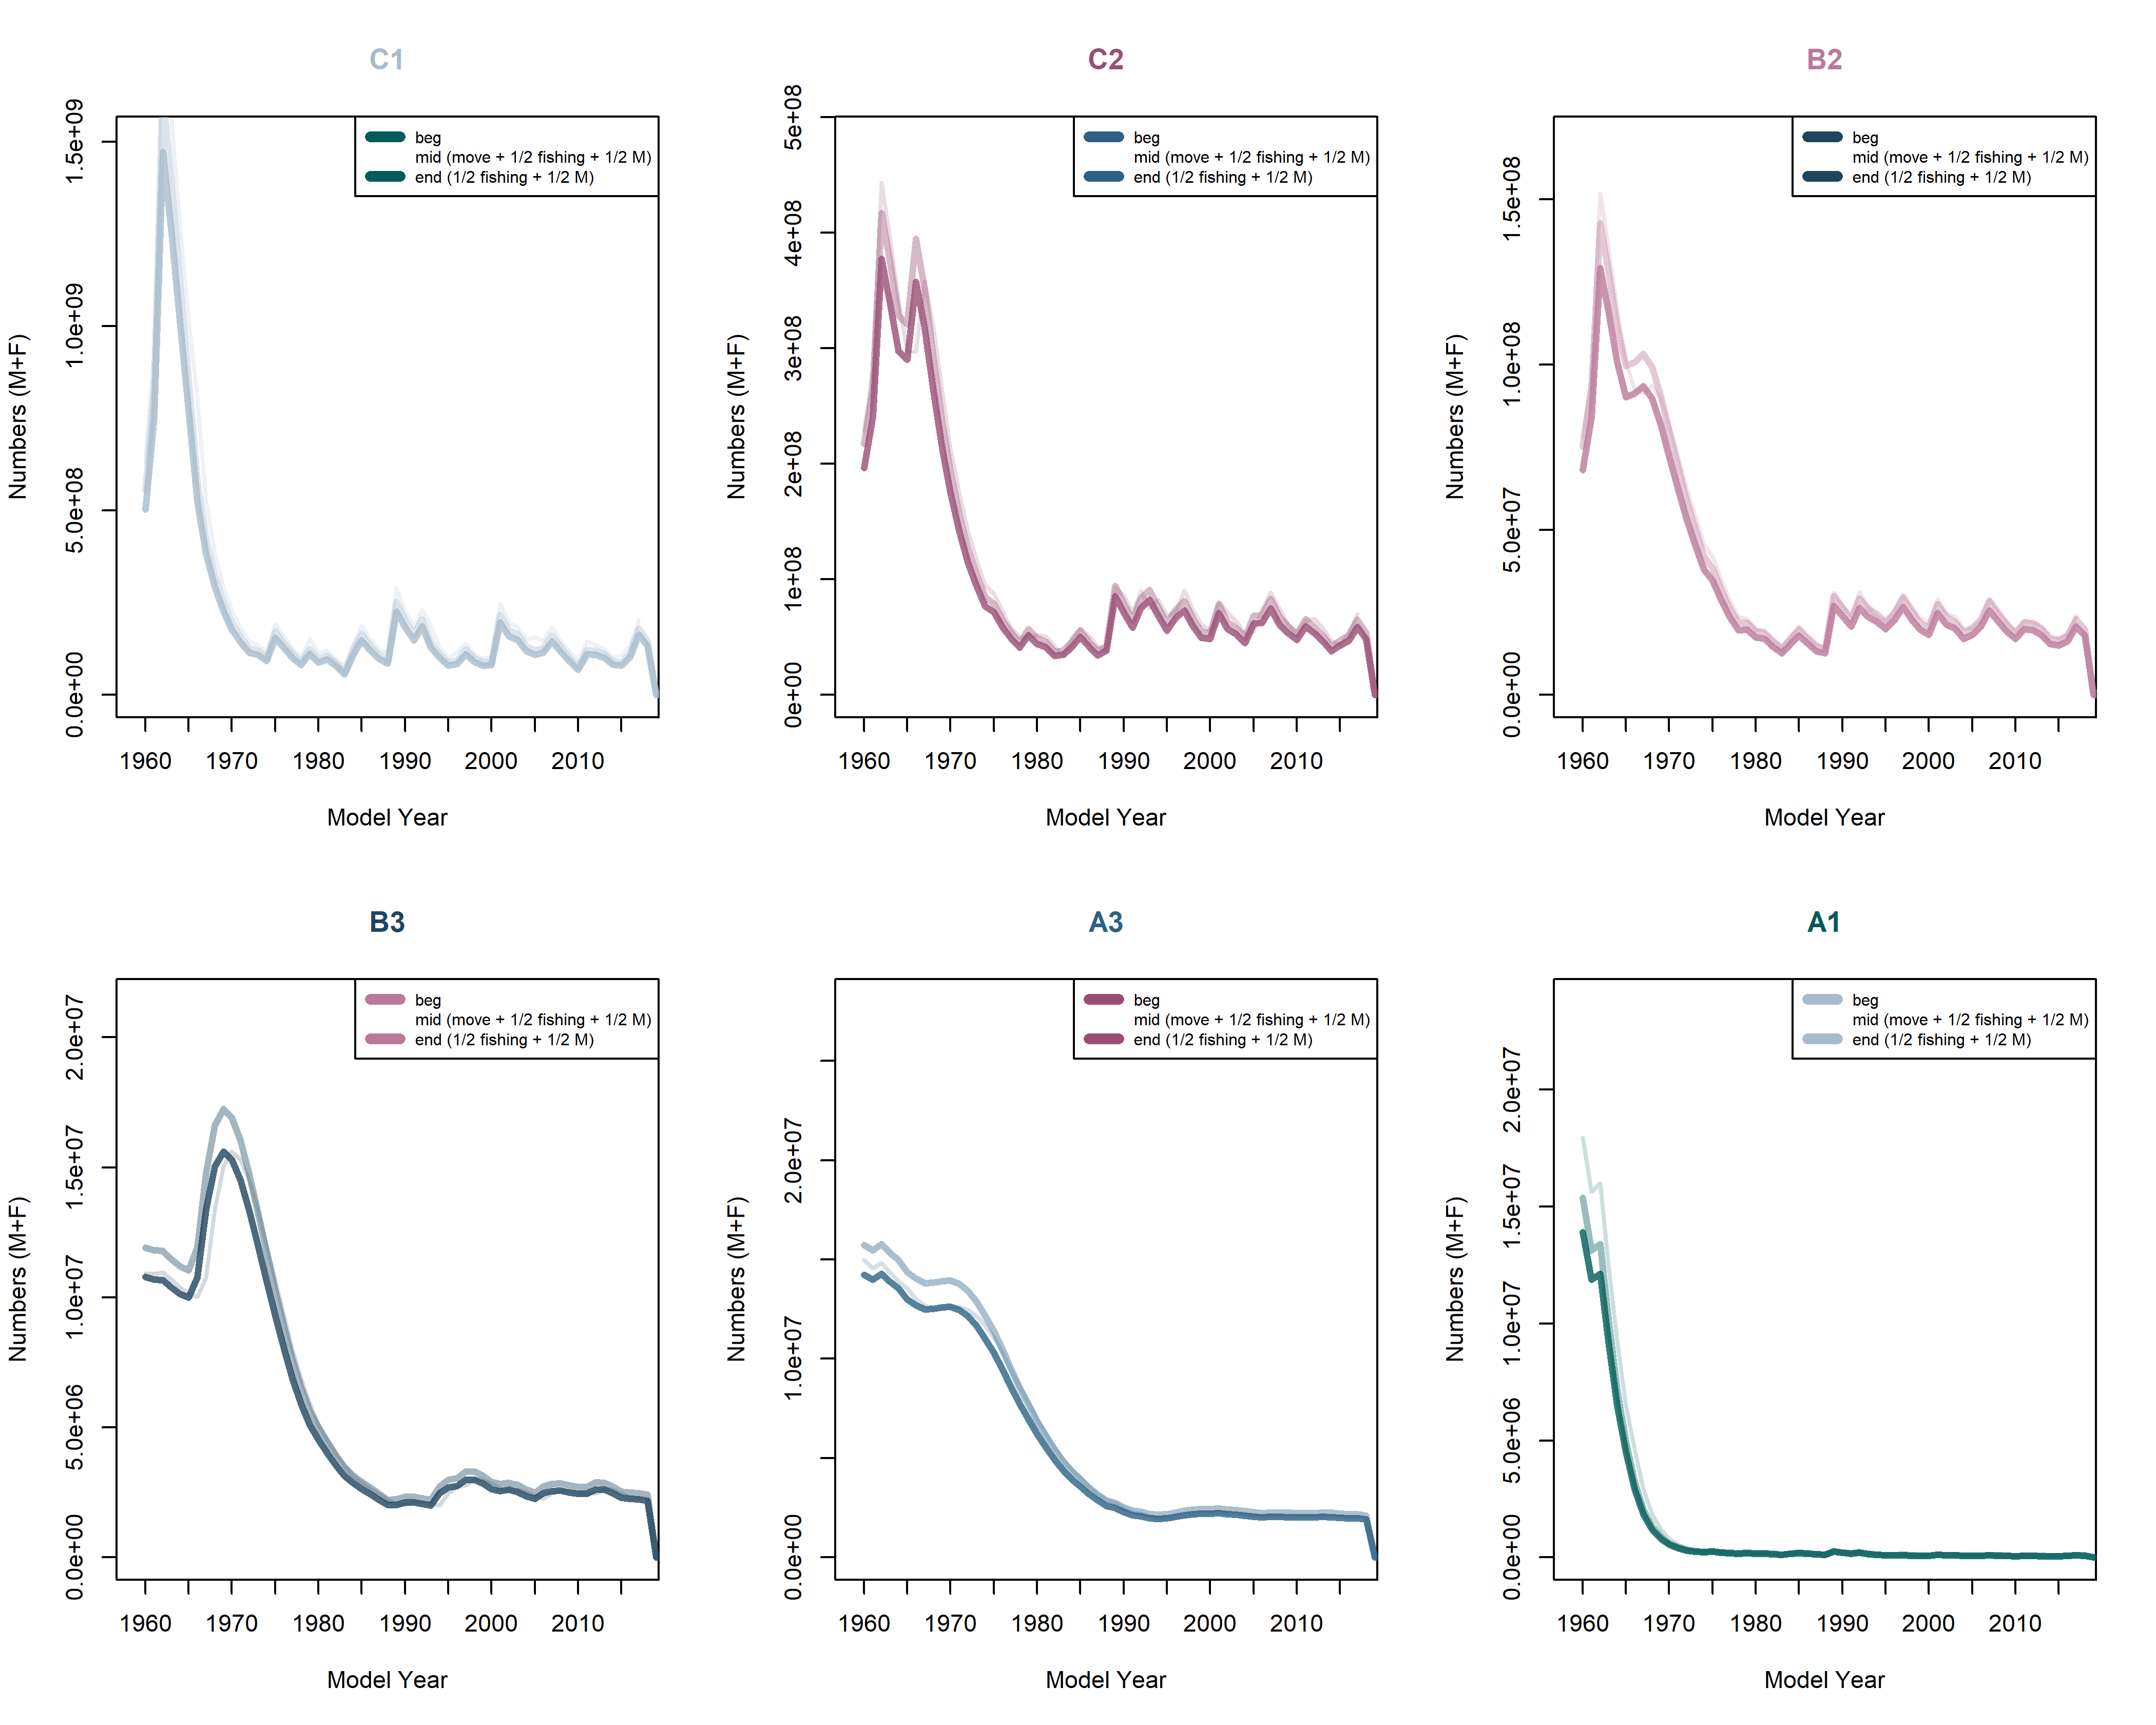 C1
beg
mid (move + 1/2 fishing + 1/2 M)
end (1/2 fishing + 1/2 M)
Numbers (M+F)
0.0e+00 5.0e+08 1.0e+09 1.5e+09
1960 1970 1980 1990 2000 2010
Model Year
C2
beg
mid (move + 1/2 fishing + 1/2 M)
end (1/2 fishing + 1/2 M)
Numbers (M+F)
0e+00 1e+08 2e+08 3e+08 4e+08 5e+08
1960 1970 1980 1990 2000 2010
Model Year
B2
beg
mid (move + 1/2 fishing + 1/2 M)
end (1/2 fishing + 1/2 M)
Numbers (M+F)
0.0e+00 5.0e+07 1.0e+08 1.5e+08
1960 1970 1980 1990 2000 2010
Model Year
B3
beg
mid (move + 1/2 fishing + 1/2 M)
end (1/2 fishing + 1/2 M)
Numbers (M+F)
0.0e+00 5.0e+06 1.0e+07 1.5e+07 2.0e+07
1960 1970 1980 1990 2000 2010
Model Year
A3
beg
mid (move + 1/2 fishing + 1/2 M)
end (1/2 fishing + 1/2 M)
Numbers (M+F)
0.0e+00 1.0e+07 2.0e+07
1960 1970 1980 1990 2000 2010
Model Year
A1
beg
mid (move + 1/2 fishing + 1/2 M)
end (1/2 fishing + 1/2 M)
Numbers (M+F)
0.0e+00 5.0e+06 1.0e+07 1.5e+07 2.0e+07
1960 1970 1980 1990 2000 2010
Model Year